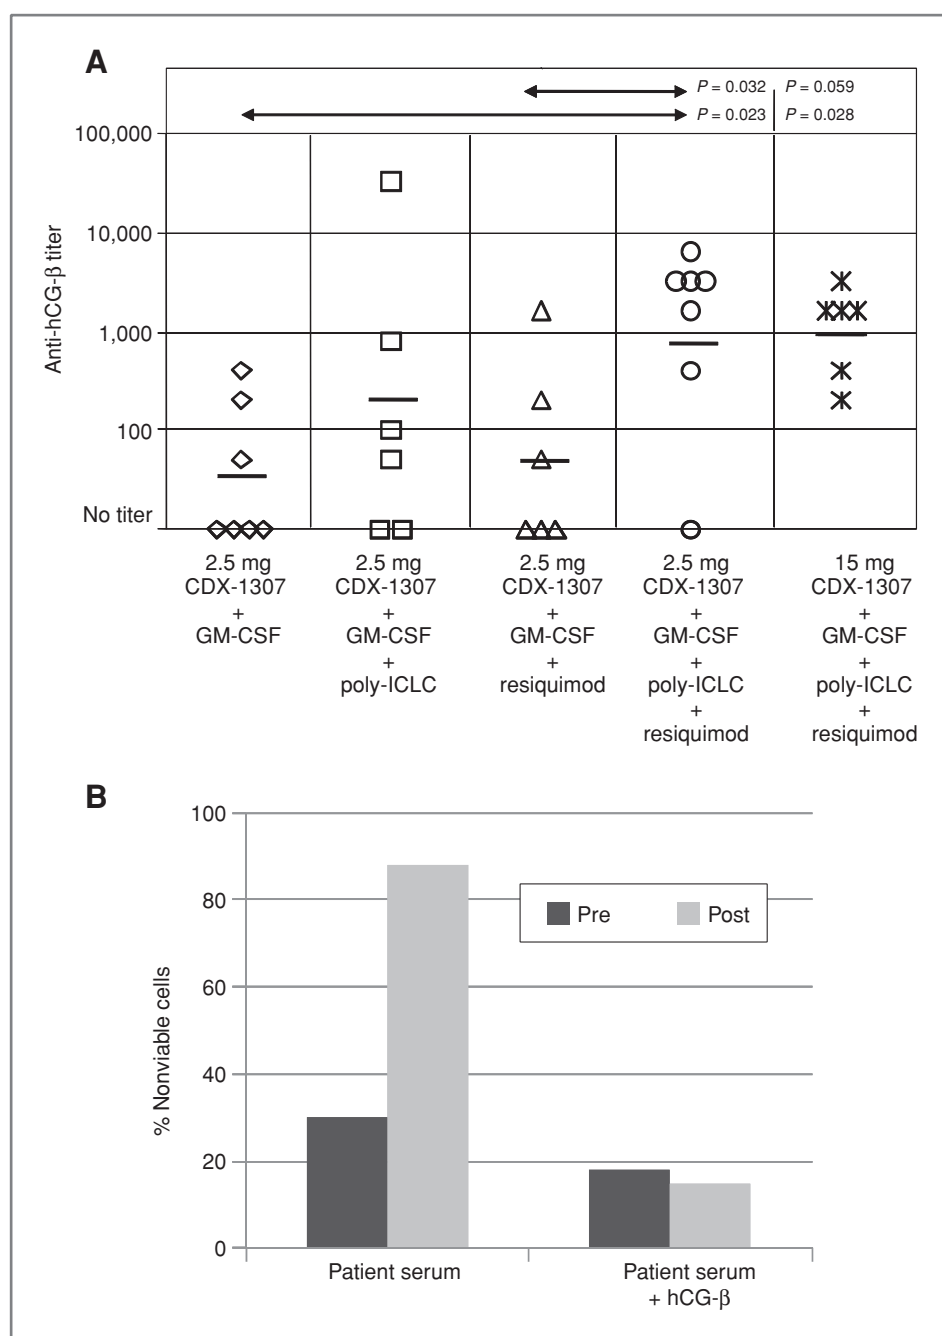 A
P = 0.032 P = 0.059
P = 0.023 P = 0.028
Anti-hCG-β titer
100,000
10,000
1,000
100
No titer
2.5 mg
CDX-1307
+
GM-CSF
2.5 mg
CDX-1307
+
GM-CSF
+
poly-ICLC
2.5 mg
CDX-1307
+
GM-CSF
+
resiquimod
2.5 mg
CDX-1307
+
GM-CSF
+
poly-ICLC
+
resiquimod
15 mg
CDX-1307
+
GM-CSF
+
poly-ICLC
+
resiquimod
B
% Nonviable cells
100
80
60
40
20
0
Pre Post
Patient serum
Patient serum
+ hCG-β